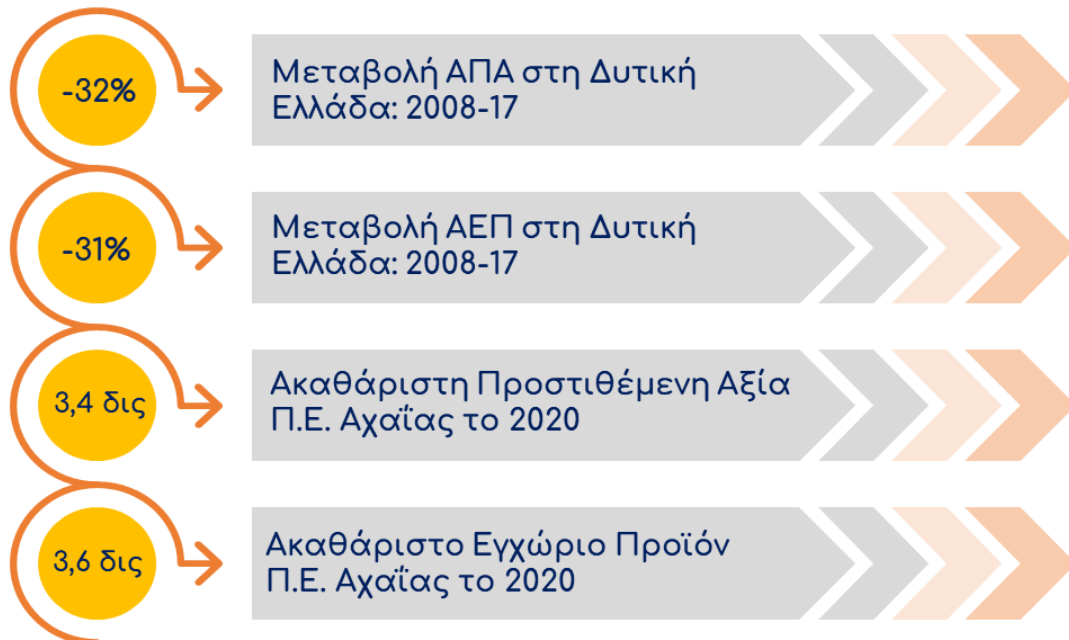 -32%
Μεταβολή ΑΠΑ στη Δυτική
Ελλάδα: 2008-17
-31%
Μεταβολή ΑΕΠ στη Δυτική
Ελλάδα: 2008-17
3,4 δις
Ακαθάριστη Προστιθέμενη Αξία
Π.Ε. Αχαΐας το 2020
3,6 δις
Ακαθάριστο Εγχώριο Προϊόν
Π.Ε. Αχαΐας το 2020